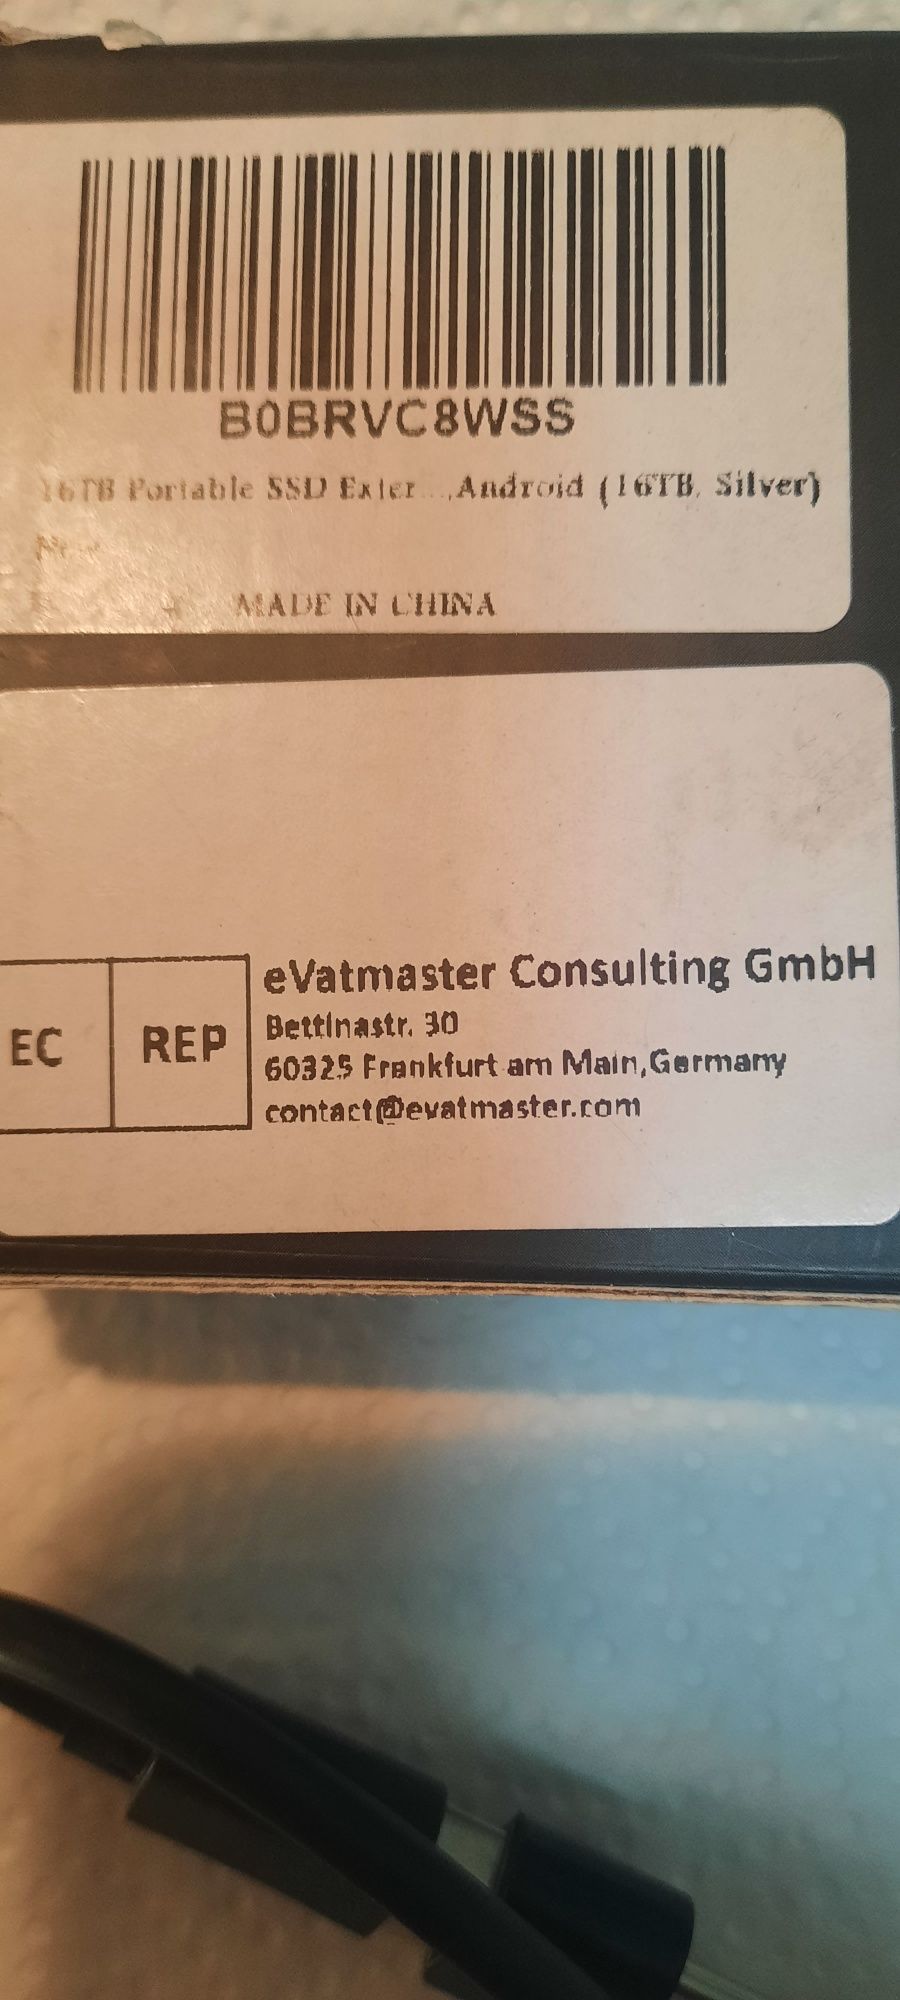 B0BRVC8WSS
16TB Portable SSD Exter...,Android (16TB, Silver)
New
MADE IN CHINA
EC REP
eVatmaster Consulting GmbH
Bettinastr. 30
60325 Frankfurt am Main,Germany
contact@evatmaster.com